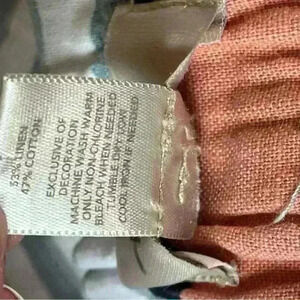 53% LINEN
47% COTTON
EXCLUSIVE OF
DECORATION
MACHINE WASH WARM
ONLY NON-CHLORINE
BLEACH WHEN NEEDED
TUMBLE DRY LOW
COOL IRON IF NEEDED